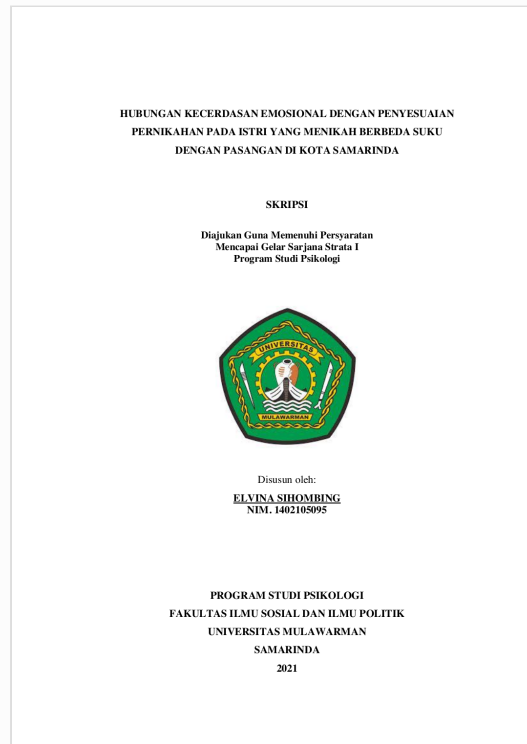 HUBUNGAN KECERDASAN EMOSIONAL DENGAN PENYESUAIAN
PERNIKAHAN PADA ISTRI YANG MENIKAH BERBEDA SUKU
DENGAN PASANGAN DI KOTA SAMARINDA
SKRIPSI
Diajukan Guna Memenuhi Persyaratan
Mencapai Gelar Sarjana Strata I
Program Studi Psikologi
UNIVERSITAS
MULAWARMAN
Disusun oleh:
ELVINA SIHOMBING
NIM. 1402105095
PROGRAM STUDI PSIKOLOGI
FAKULTAS ILMU SOSIAL DAN ILMU POLITIK
UNIVERSITAS MULAWARMAN
SAMARINDA
2021